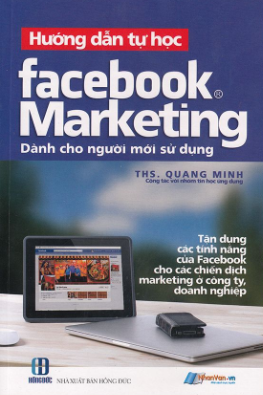 Hướng dẫn tự học
facebook®
Marketing
Dành cho người mới sử dụng
THS. QUANG MINH
Cộng tác với nhóm tin học ứng dụng
Tận dụng
các tính năng
của Facebook
cho các chiến dịch
marketing ở công ty,
doanh nghiệp
HỒNG ĐỨC
NHÀ XUẤT BẢN HỒNG ĐỨC
NhanVan.vn